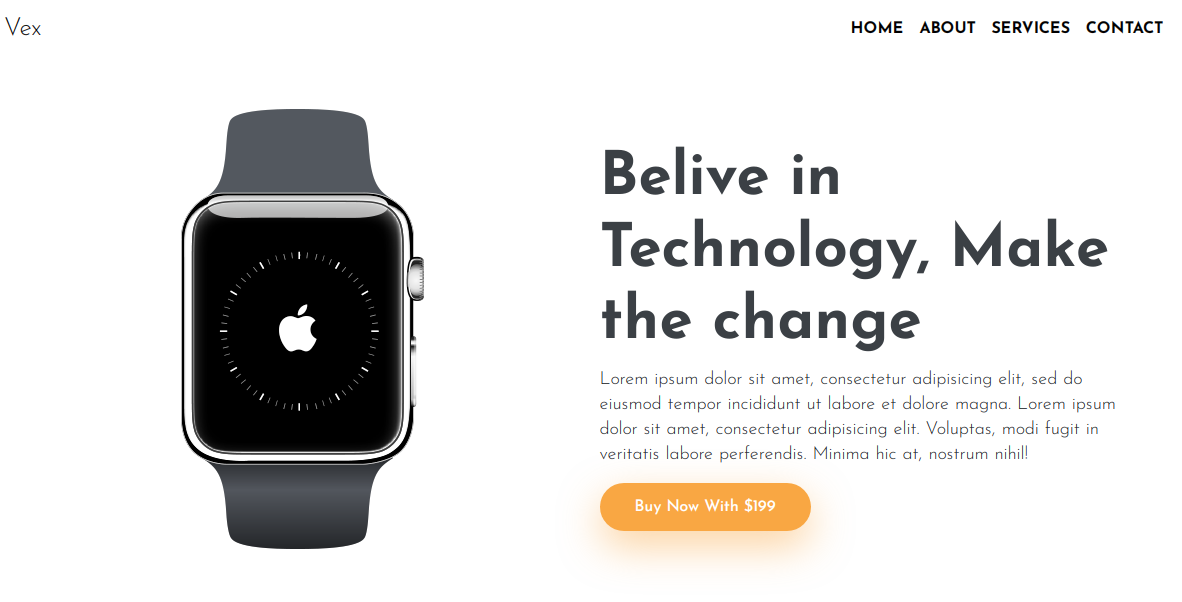 Vex
HOME ABOUT SERVICES CONTACT
Belive in
Technology, Make
the change
Lorem ipsum dolor sit amet, consectetur adipisicing elit, sed do
eiusmod tempor incididunt ut labore et dolore magna. Lorem ipsum
dolor sit amet, consectetur adipisicing elit. Voluptas, modi fugit in
veritatis labore perferendis. Minima hic at, nostrum nihil!
Buy Now With $199